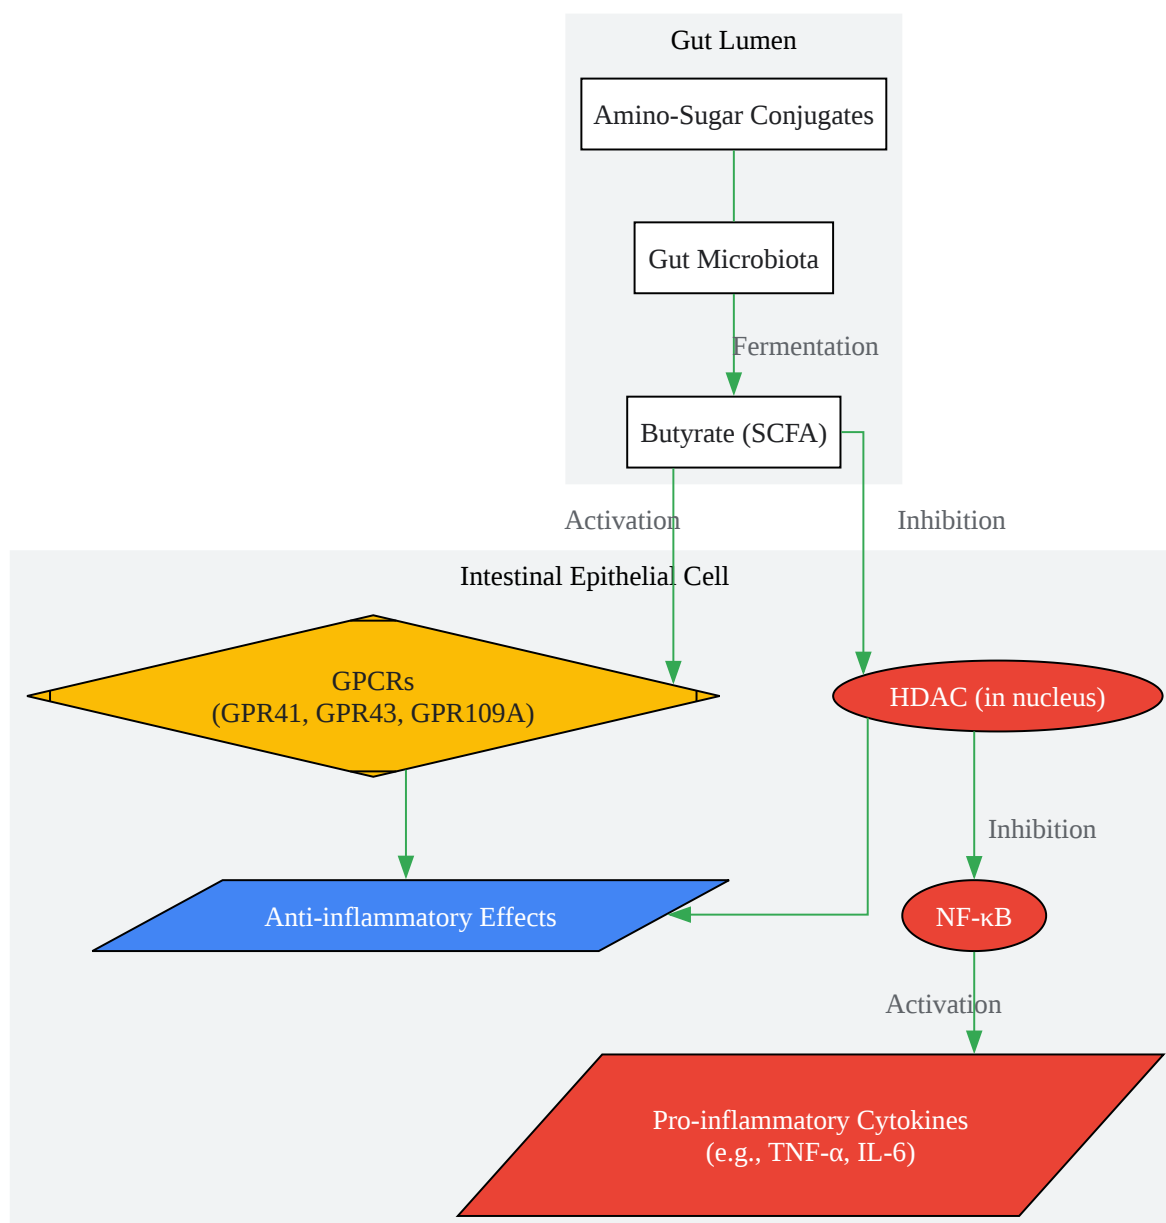 Gut Lumen
Amino-Sugar Conjugates
Gut Microbiota
Fermentation
Butyrate (SCFA)
Activation
Inhibition
Intestinal Epithelial Cell
GPCRs
(GPR41, GPR43, GPR109A)
HDAC (in nucleus)
Inhibition
Anti-inflammatory Effects
NF-κB
Activation
Pro-inflammatory Cytokines
(e.g., TNF-α, IL-6)